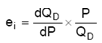 eᵢ = dQ_D/dP × P/Q_D